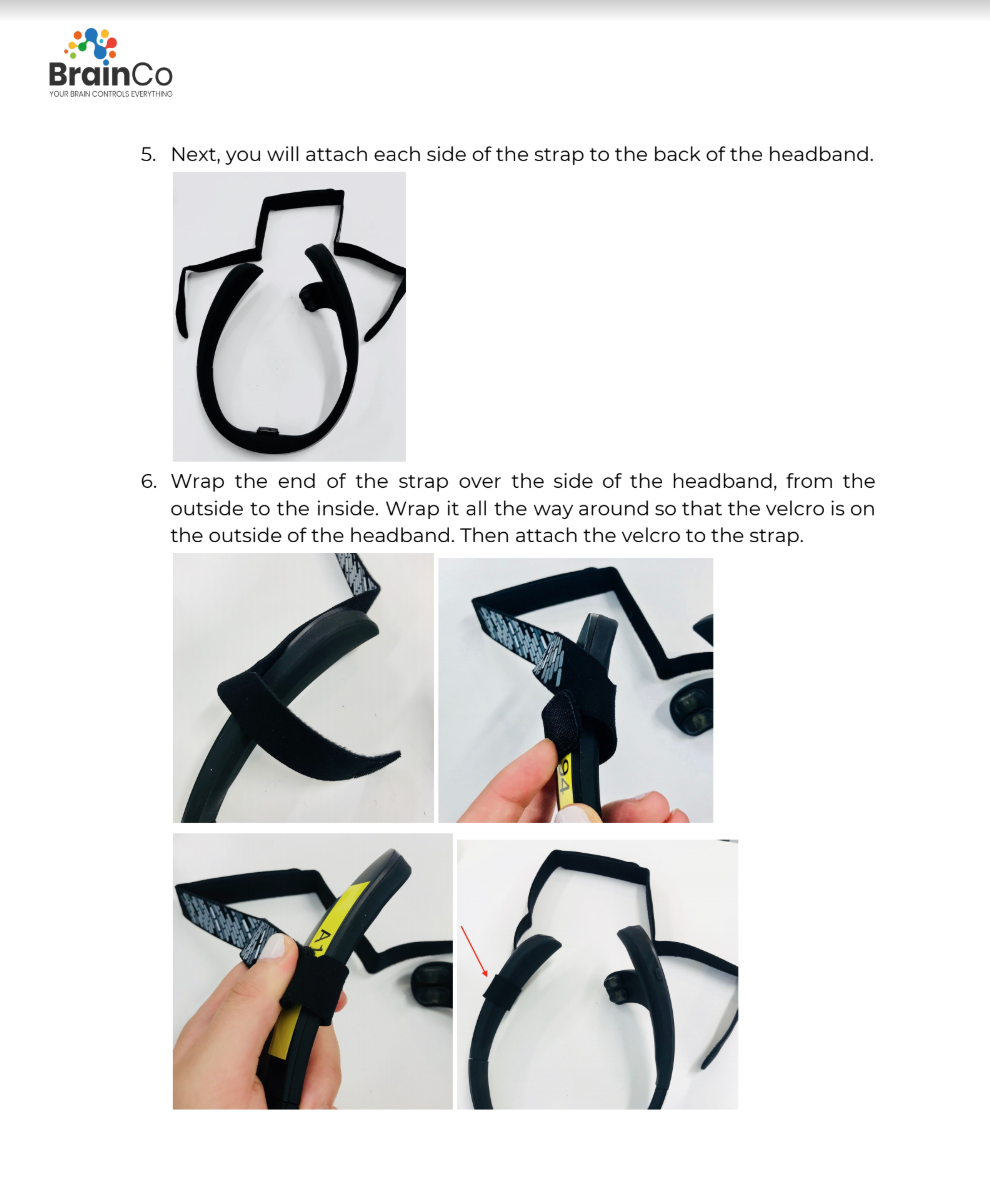 BrainCo
YOUR BRAIN CONTROLS EVERYTHING
5. Next, you will attach each side of the strap to the back of the headband.
6. Wrap the end of the strap over the side of the headband, from the
outside to the inside. Wrap it all the way around so that the velcro is on
the outside of the headband. Then attach the velcro to the strap.
94
A1